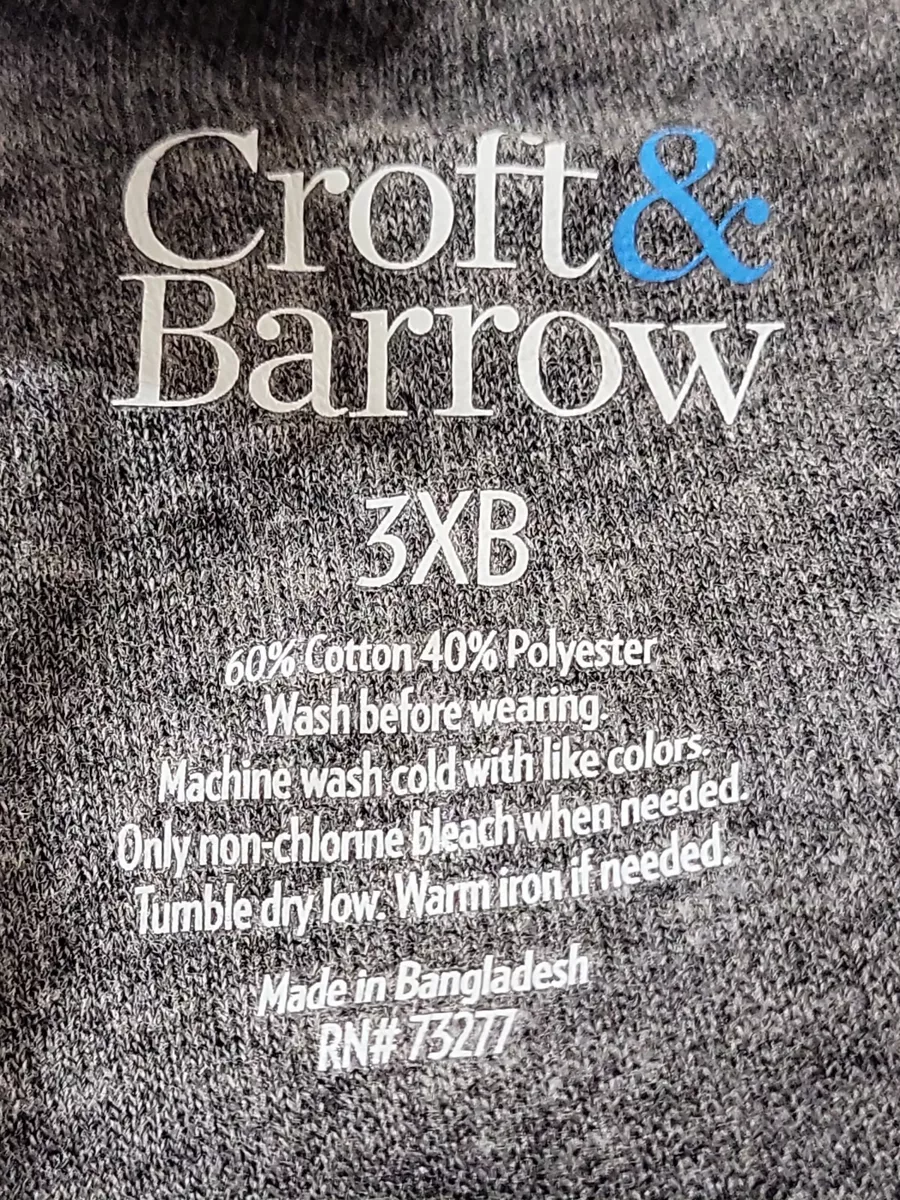 Croft &
Barrow
3XB
60% Cotton 40% Polyester
Wash before wearing.
Machine wash cold with like colors.
Only non-chlorine bleach when needed.
Tumble dry low. Warm iron if needed.
Made in Bangladesh
RN# 73277